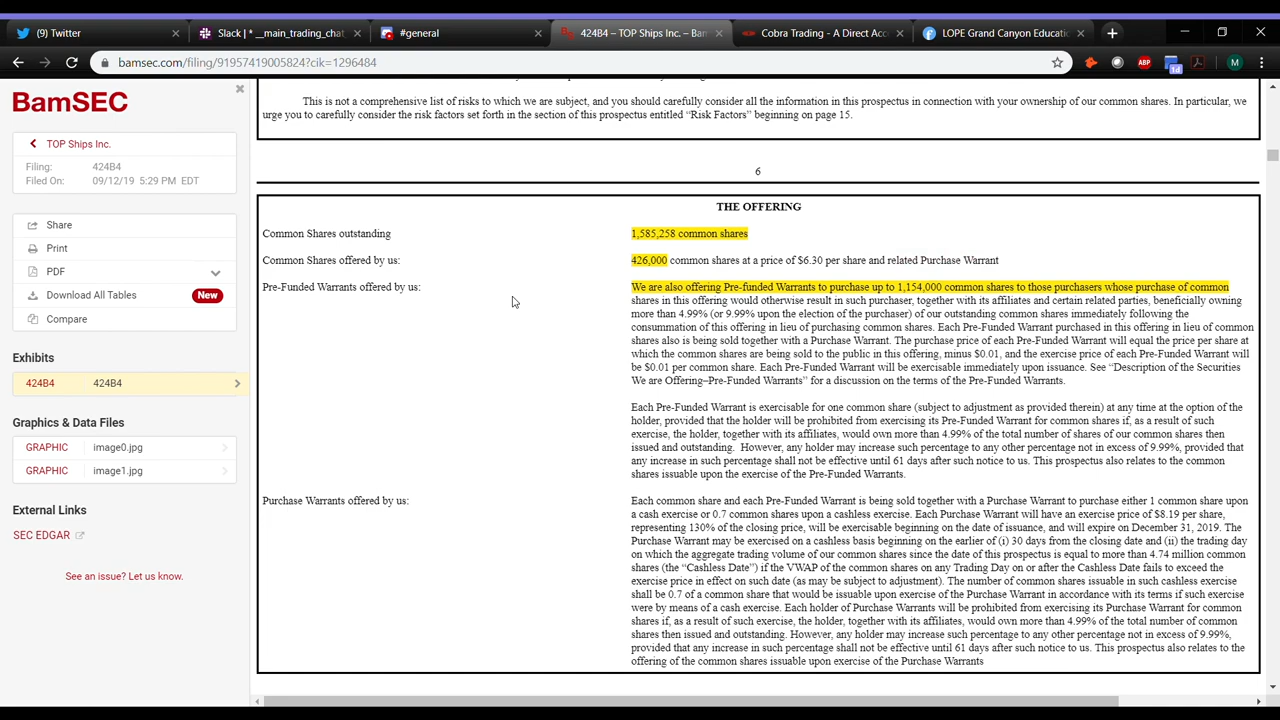 (9) Twitter
Slack | * __main_trading_chat
#general
424B4 – TOP Ships Inc. – Bam
Cobra Trading - A Direct Acc
LOPE Grand Canyon Educati
bamsec.com/filing/91957419005824?cik=1296484
ABP
M
BamSEC
TOP Ships Inc.
Filing: 424B4
Filed On: 09/12/19 5:29 PM EDT
Share
Print
PDF
Download All Tables New
Compare
Exhibits
424B4 424B4
Graphics & Data Files
GRAPHIC image0.jpg
GRAPHIC image1.jpg
External Links
SEC EDGAR
See an issue? Let us know.
This is not a comprehensive list of risks to which we are subject, and you should carefully consider all the information in this prospectus in connection with your ownership of our common shares. In particular, we
urge you to carefully consider the risk factors set forth in the section of this prospectus entitled “Risk Factors” beginning on page 15.
6
THE OFFERING
Common Shares outstanding 1,585,258 common shares
Common Shares offered by us: 426,000 common shares at a price of $6.30 per share and related Purchase Warrant
Pre-Funded Warrants offered by us: We are also offering Pre-funded Warrants to purchase up to 1,154,000 common shares to those purchasers whose purchase of common
shares in this offering would otherwise result in such purchaser, together with its affiliates and certain related parties, beneficially owning
more than 4.99% (or 9.99% upon the election of the purchaser) of our outstanding common shares immediately following the
consummation of this offering in lieu of purchasing common shares. Each Pre-Funded Warrant purchased in this offering in lieu of common
shares also is being sold together with a Purchase Warrant. The purchase price of each Pre-Funded Warrant will equal the price per share at
which the common shares are being sold to the public in this offering, minus $0.01, and the exercise price of each Pre-Funded Warrant will
be $0.01 per common share. Each Pre-Funded Warrant will be exercisable immediately upon issuance. See “Description of the Securities
We are Offering–Pre-Funded Warrants” for a discussion on the terms of the Pre-Funded Warrants.
Each Pre-Funded Warrant is exercisable for one common share (subject to adjustment as provided therein) at any time at the option of the
holder, provided that the holder will be prohibited from exercising its Pre-Funded Warrant for common shares if, as a result of such
exercise, the holder, together with its affiliates, would own more than 4.99% of the total number of shares of our common shares then
issued and outstanding. However, any holder may increase such percentage to any other percentage not in excess of 9.99%, provided that
any increase in such percentage shall not be effective until 61 days after such notice to us. This prospectus also relates to the common
shares issuable upon the exercise of the Pre-Funded Warrants.
Purchase Warrants offered by us: Each common share and each Pre-Funded Warrant is being sold together with a Purchase Warrant to purchase either 1 common share upon
a cash exercise or 0.7 common shares upon a cashless exercise. Each Purchase Warrant will have an exercise price of $8.19 per share,
representing 130% of the closing price, will be exercisable beginning on the date of issuance, and will expire on December 31, 2019. The
Purchase Warrant may be exercised on a cashless basis beginning on the earlier of (i) 30 days from the closing date and (ii) the trading day
on which the aggregate trading volume of our common shares since the date of this prospectus is equal to more than 4.74 million common
shares (the “Cashless Date”) if the VWAP of the common shares on any Trading Day on or after the Cashless Date fails to exceed the
exercise price in effect on such date (as may be subject to adjustment). The number of common shares issuable in such cashless exercise
shall be 0.7 of a common share that would be issuable upon exercise of the Purchase Warrant in accordance with its terms if such exercise
were by means of a cash exercise. Each holder of Purchase Warrants will be prohibited from exercising its Purchase Warrant for common
shares if, as a result of such exercise, the holder, together with its affiliates, would own more than 4.99% of the total number of common
shares then issued and outstanding. However, any holder may increase such percentage to any other percentage not in excess of 9.99%,
provided that any increase in such percentage shall not be effective until 61 days after such notice to us. This prospectus also relates to the
offering of the common shares issuable upon exercise of the Purchase Warrants